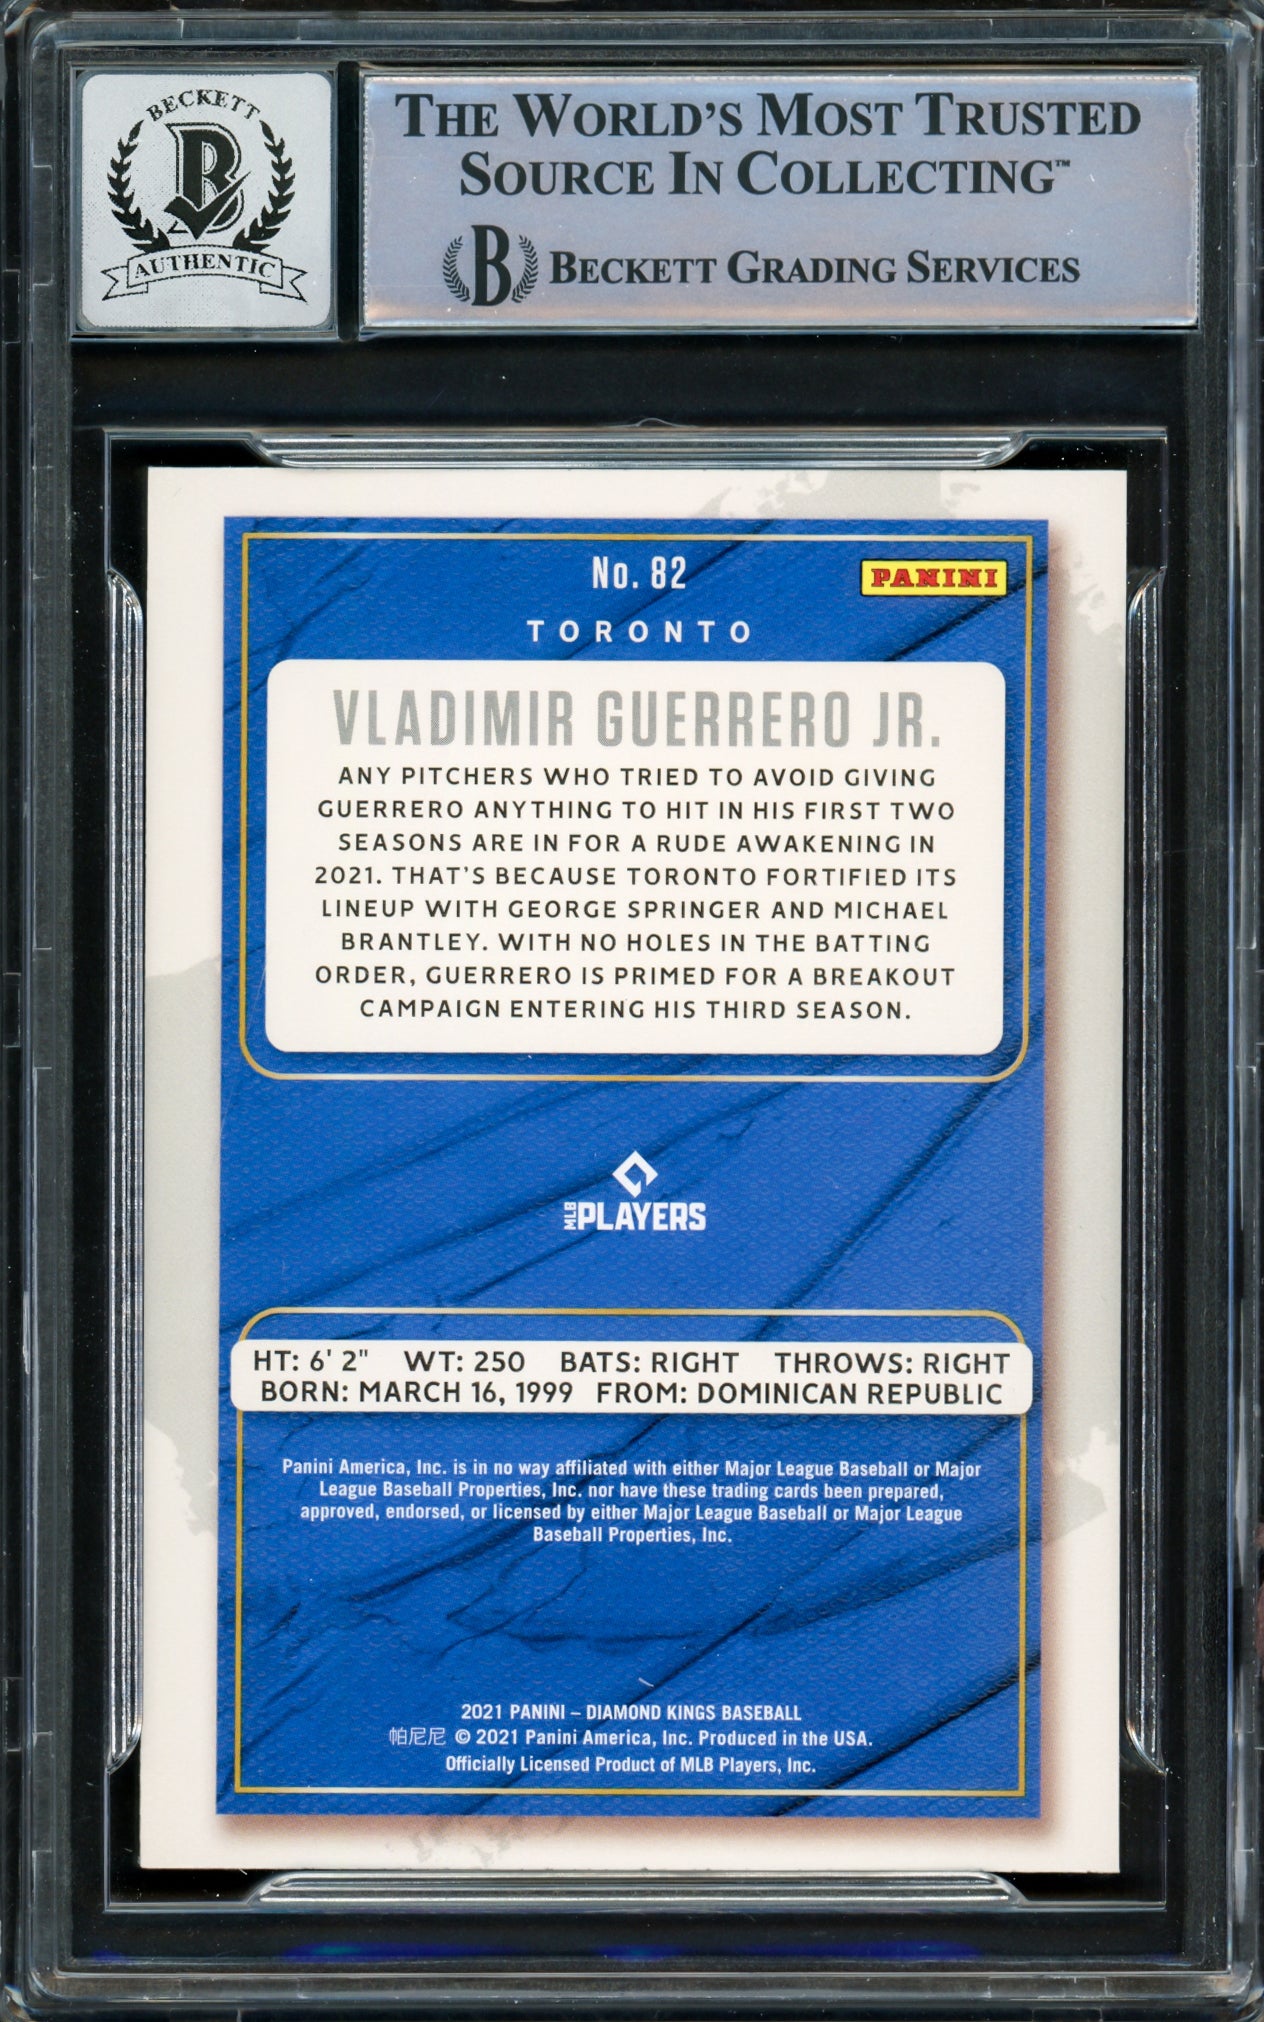 BECKETT
B
AUTHENTIC
THE WORLD'S MOST TRUSTED
SOURCE IN COLLECTING™
B BECKETT GRADING SERVICES
No. 82
PANINI
TORONTO
VLADIMIR GUERRERO JR.
ANY PITCHERS WHO TRIED TO AVOID GIVING
GUERRERO ANYTHING TO HIT IN HIS FIRST TWO
SEASONS ARE IN FOR A RUDE AWAKENING IN
2021. THAT'S BECAUSE TORONTO FORTIFIED ITS
LINEUP WITH GEORGE SPRINGER AND MICHAEL
BRANTLEY. WITH NO HOLES IN THE BATTING
ORDER, GUERRERO IS PRIMED FOR A BREAKOUT
CAMPAIGN ENTERING HIS THIRD SEASON.
MLB PLAYERS
HT: 6' 2" WT: 250 BATS: RIGHT THROWS: RIGHT
BORN: MARCH 16, 1999 FROM: DOMINICAN REPUBLIC
Panini America, Inc. is in no way affiliated with either Major League Baseball or Major
League Baseball Properties, Inc. nor have these trading cards been prepared,
approved, endorsed, or licensed by either Major League Baseball or Major League
Baseball Properties, Inc.
2021 PANINI – DIAMOND KINGS BASEBALL
帕尼尼 © 2021 Panini America, Inc. Produced in the USA.
Officially Licensed Product of MLB Players, Inc.